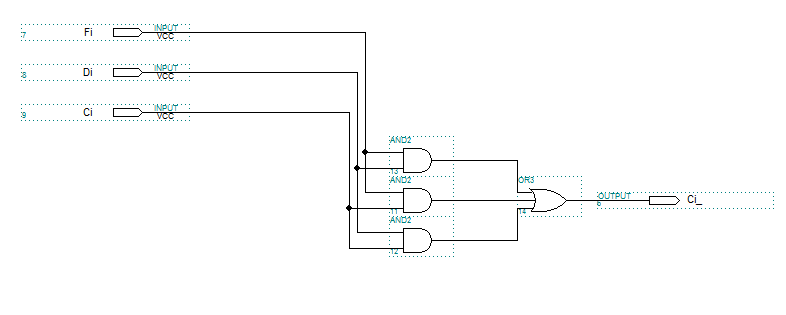 Fi
INPUT
VCC
7
Di
INPUT
VCC
8
Ci
INPUT
VCC
9
AND2
13
AND2
11
AND2
12
OR3
14
OUTPUT
6
Ci_